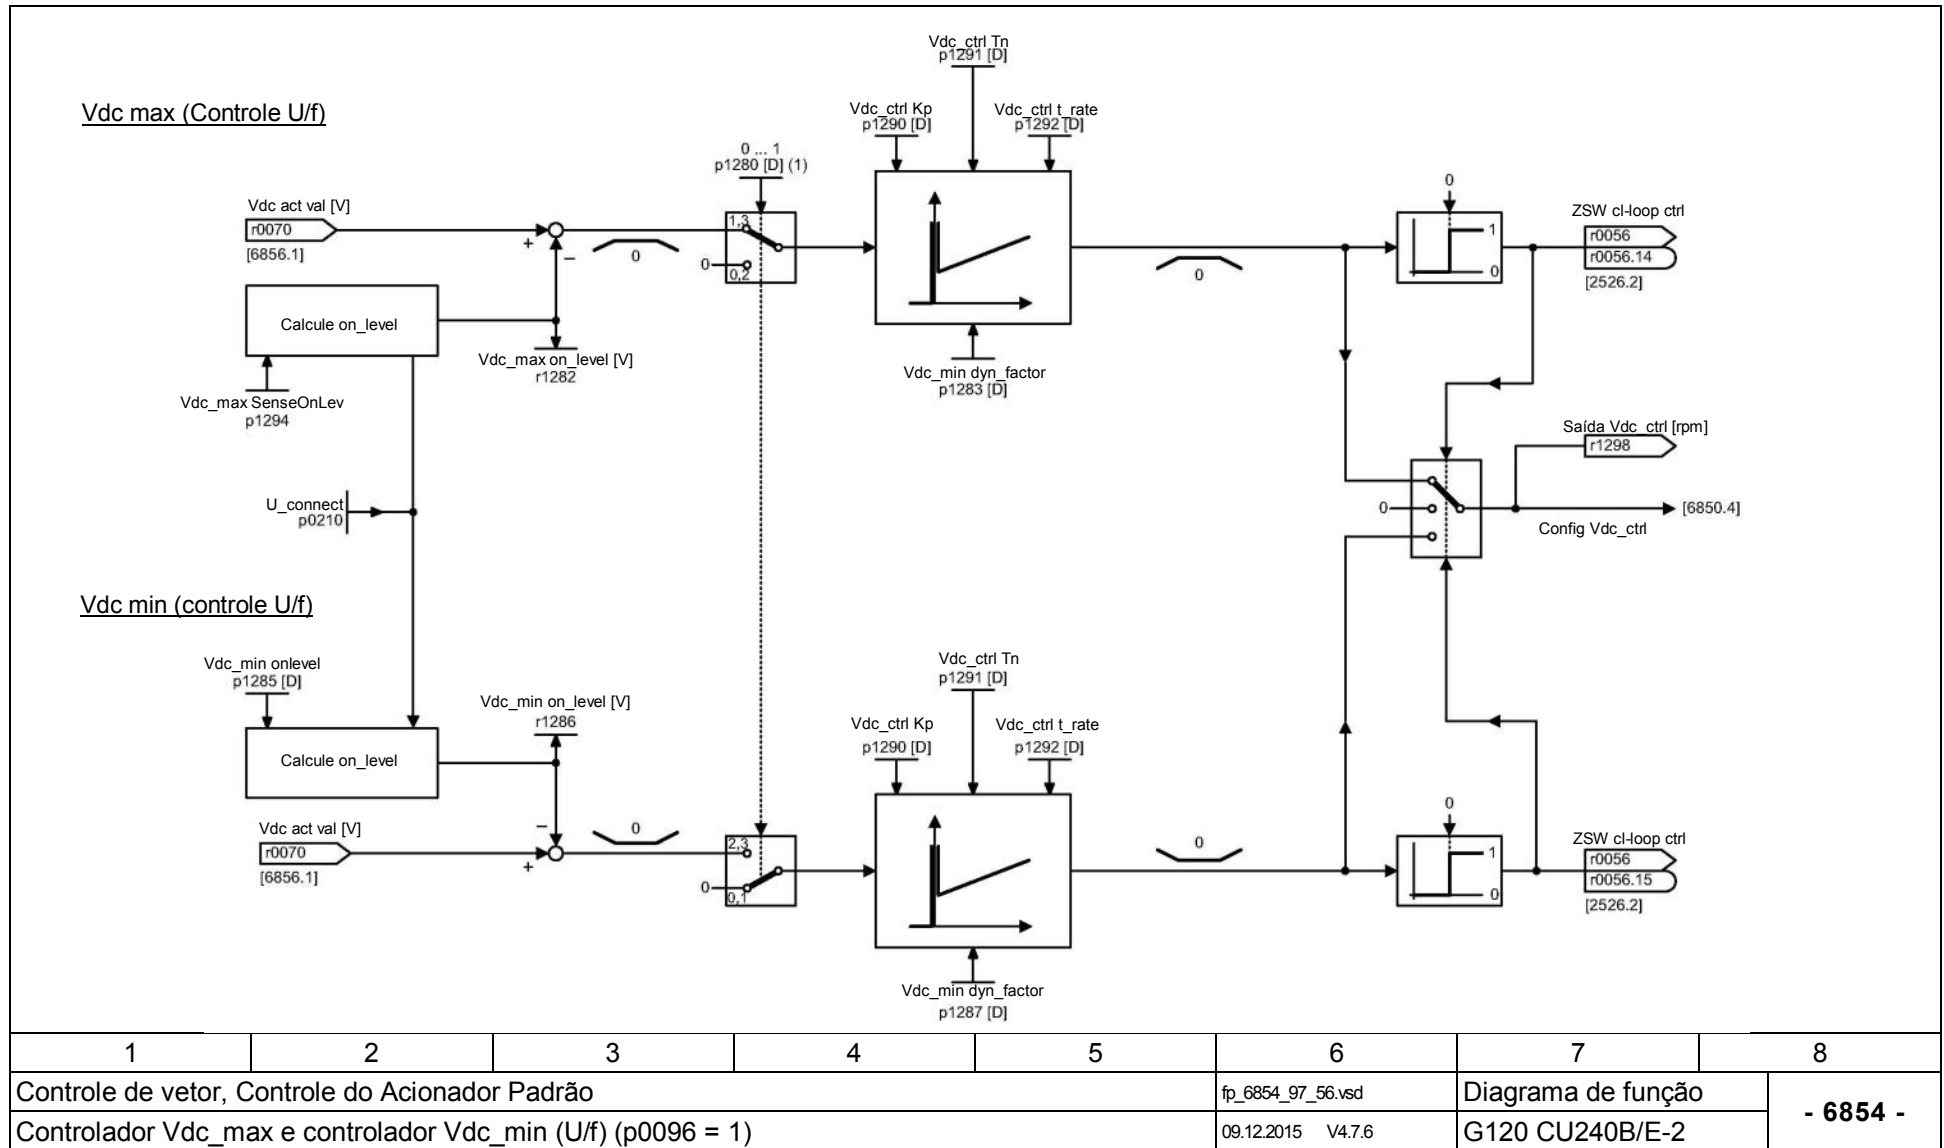 Vdc max (Controle U/f)
Vdc_ctrl Tn
p1291 [D]
Vdc_ctrl Kp
p1290 [D]
Vdc_ctrl t_rate
p1292 [D]
0 ... 1
p1280 [D] (1)
Vdc act val [V]
r0070
[6856.1]
+
–
0
1,3
0
0,2
0
0
1
0
ZSW cl-loop ctrl
r0056
r0056.14
[2526.2]
Calcule on_level
Vdc_max on_level [V]
r1282
Vdc_min dyn_factor
p1283 [D]
Vdc_max SenseOnLev
p1294
Saída Vdc_ctrl [rpm]
r1298
U_connect
p0210
0
[6850.4]
Config Vdc_ctrl
Vdc min (controle U/f)
Vdc_min onlevel
p1285 [D]
Vdc_min on_level [V]
r1286
Vdc_ctrl Tn
p1291 [D]
Vdc_ctrl Kp
p1290 [D]
Vdc_ctrl t_rate
p1292 [D]
Calcule on_level
Vdc act val [V]
r0070
[6856.1]
–
+
0
2,3
0
0,1
0
0
1
0
ZSW cl-loop ctrl
r0056
r0056.15
[2526.2]
Vdc_min dyn_factor
p1287 [D]
1 2 3 4 5 6 7 8
Controle de vetor, Controle do Acionador Padrão
fp_6854_97_56.vsd
Diagrama de função
- 6854 -
Controlador Vdc_max e controlador Vdc_min (U/f) (p0096 = 1)
09.12.2015 V4.7.6
G120 CU240B/E-2